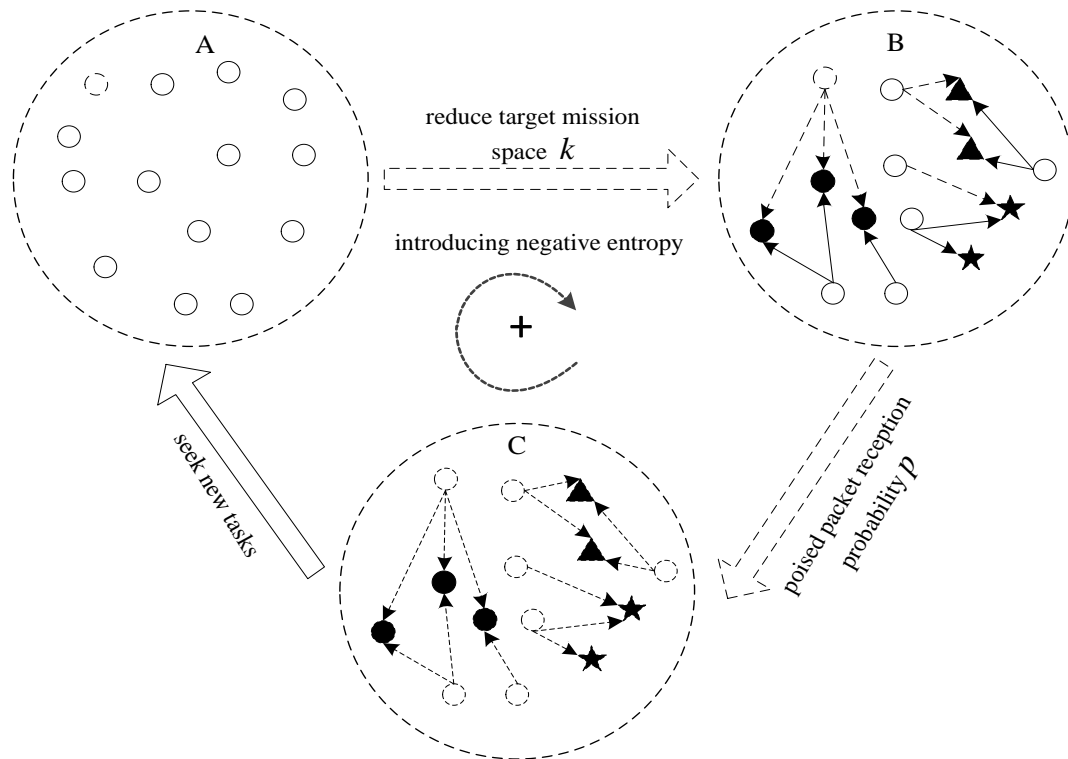 A
B
reduce target mission
space k
introducing negative entropy
+
C
seek new tasks
poised packet reception
probability p